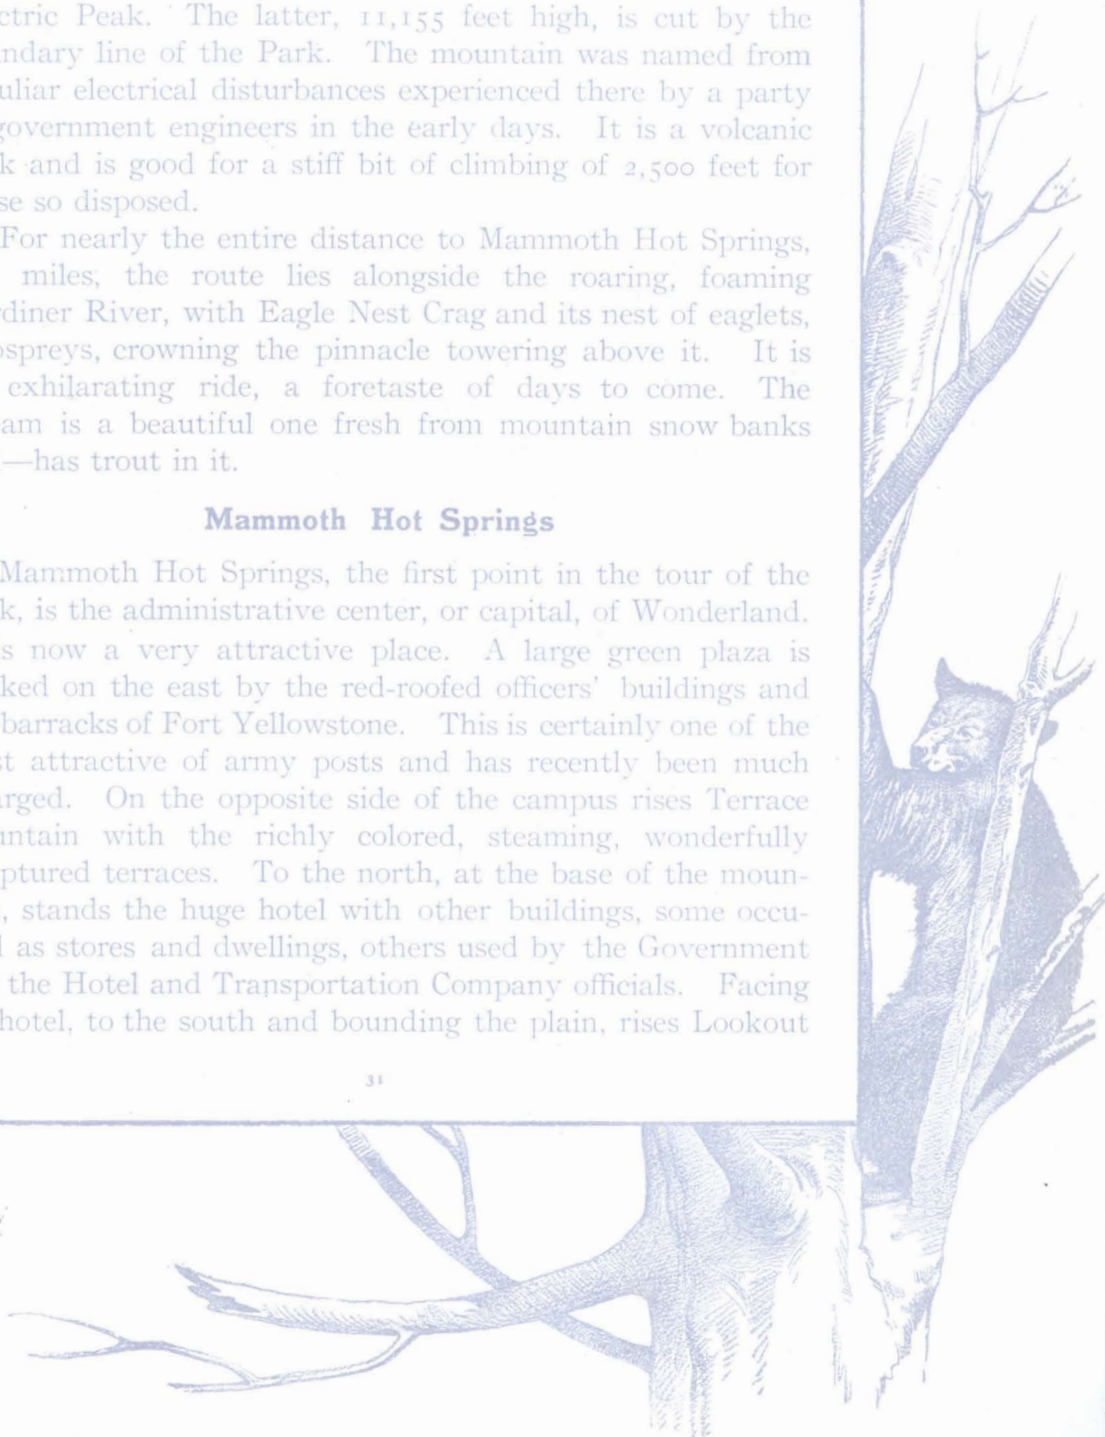 ctric Peak. The latter, 11,155 feet high, is cut by the
ndary line of the Park. The mountain was named from
uliar electrical disturbances experienced there by a party
government engineers in the early days. It is a volcanic
k and is good for a stiff bit of climbing of 2,500 feet for
se so disposed.
For nearly the entire distance to Mammoth Hot Springs,
miles, the route lies alongside the roaring, foaming
diner River, with Eagle Nest Crag and its nest of eaglets,
ospreys, crowning the pinnacle towering above it. It is
exhilarating ride, a foretaste of days to come. The
am is a beautiful one fresh from mountain snow banks
—has trout in it.
Mammoth Hot Springs
Mammoth Hot Springs, the first point in the tour of the
k, is the administrative center, or capital, of Wonderland.
s now a very attractive place. A large green plaza is
ked on the east by the red-roofed officers' buildings and
barracks of Fort Yellowstone. This is certainly one of the
st attractive of army posts and has recently been much
arged. On the opposite side of the campus rises Terrace
untain with the richly colored, steaming, wonderfully
ptured terraces. To the north, at the base of the moun-
, stands the huge hotel with other buildings, some occu-
l as stores and dwellings, others used by the Government
the Hotel and Transportation Company officials. Facing
hotel, to the south and bounding the plain, rises Lookout
31